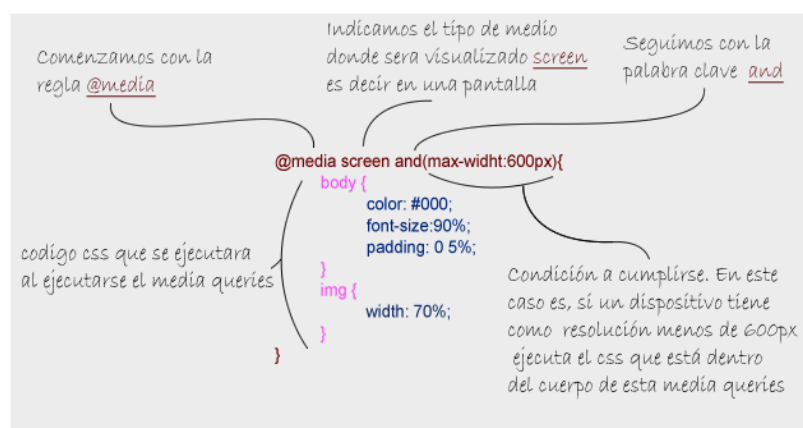 Comenzamos con la
regla @media
Indicamos el tipo de medio
donde sera visualizado screen
es decir en una pantalla
Seguimos con la
palabra clave and
@media screen and(max-widht:600px){
body {
color: #000;
font-size:90%;
padding: 0 5%;
}
img {
width: 70%;
}
}
codigo css que se ejecutara
al ejecutarse el media queries
Condición a cumplirse. En este
caso es, si un dispositivo tiene
como resolución menos de 600px
ejecuta el css que está dentro
del cuerpo de esta media queries